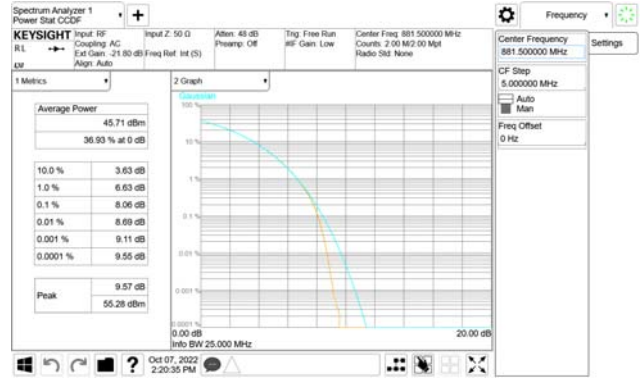 Spectrum Analyzer 1
Power Stat CCDF
+
Frequency
KEYSIGHT
RL
Input: RF
Coupling: AC
Ext Gain: -21.80 dB
Align: Auto
Input Z: 50 Ω
Freq Ref: Int (S)
Atten: 48 dB
Preamp: Off
Trig: Free Run
#IF Gain: Low
Center Freq: 881.500000 MHz
Counts: 2.00 M/2.00 Mpt
Radio Std: None
Center Frequency
881.500000 MHz
Settings
CF Step
5.000000 MHz
Auto
Man
Freq Offset
0 Hz
1 Metrics
2 Graph
Gaussian
Average Power
45.71 dBm
36.93 % at 0 dB
10.0 % 3.63 dB
1.0 % 6.63 dB
0.1 % 8.06 dB
0.01 % 8.69 dB
0.001 % 9.11 dB
0.0001 % 9.55 dB
Peak
9.57 dB
55.28 dBm
100 %
10 %
1 %
0.1 %
0.01 %
0.001 %
0.0001 %
0.00 dB
20.00 dB
Info BW 25.000 MHz
?
Oct 07, 2022
2:20:35 PM